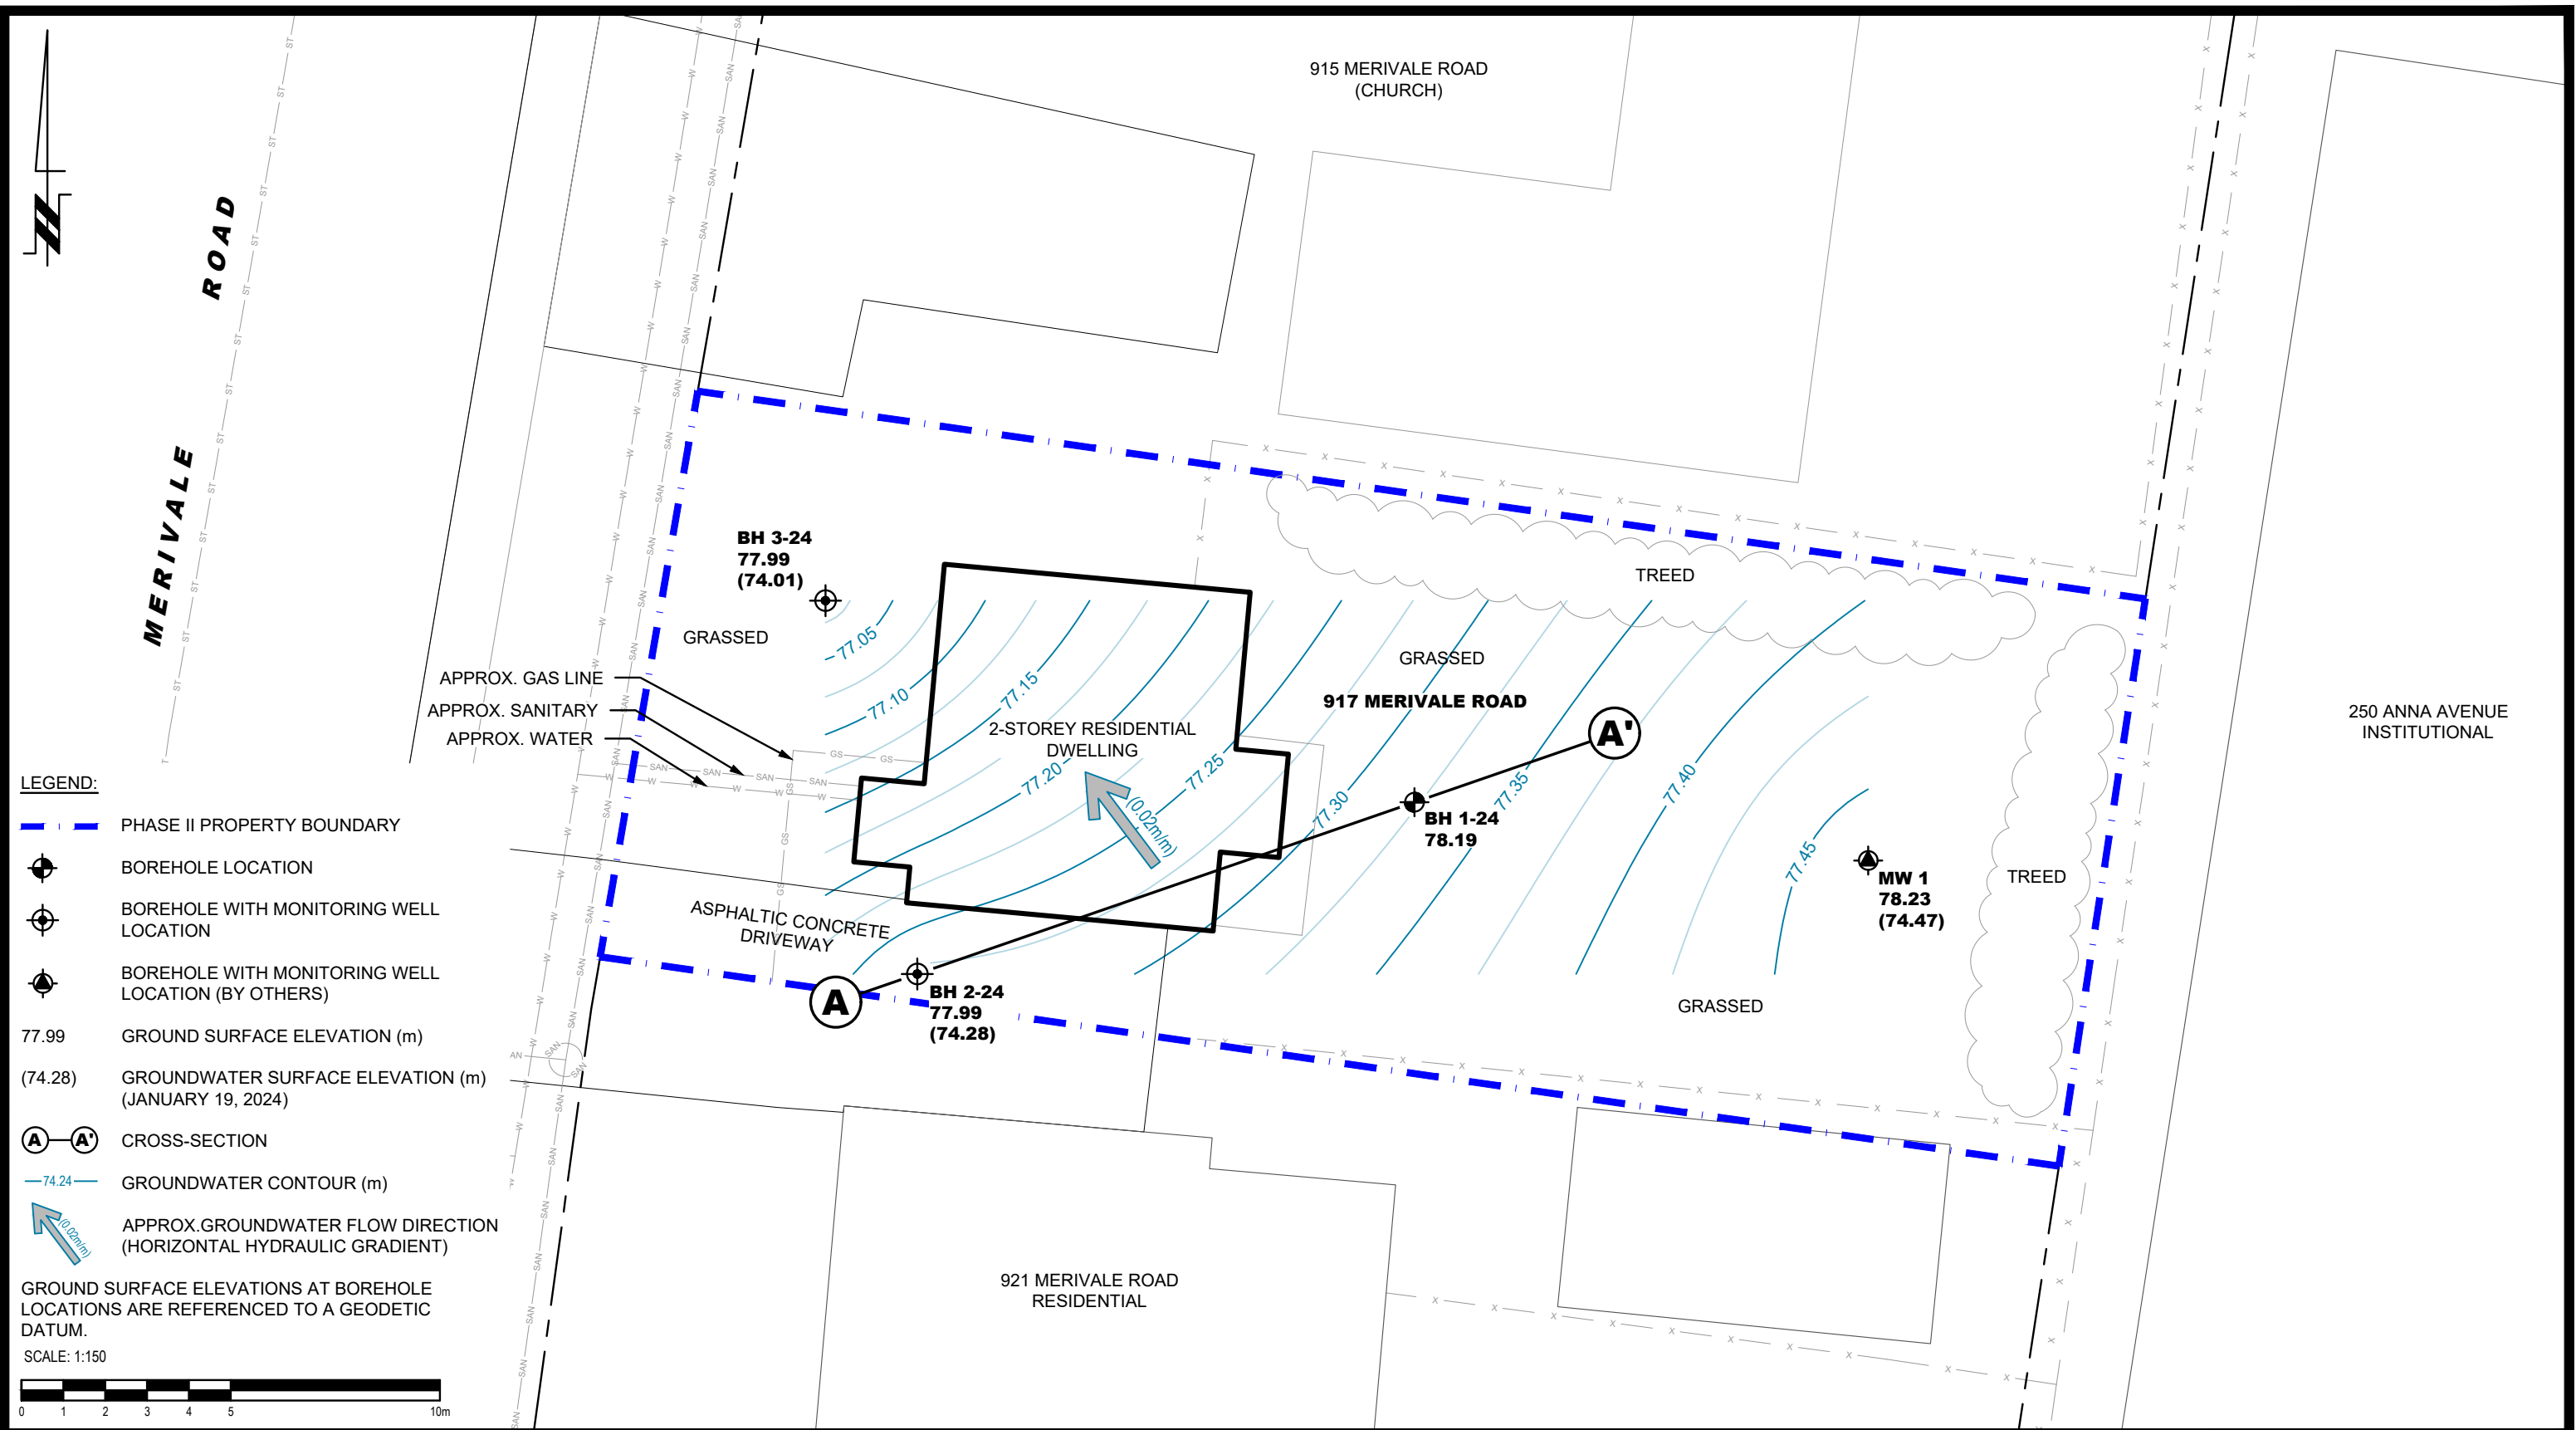 915 MERIVALE ROAD
(CHURCH)
MERIVALE ROAD
BH 3-24
77.99
(74.01)
TREED
GRASSED
GRASSED
77.05
917 MERIVALE ROAD
APPROX. GAS LINE
APPROX. SANITARY
APPROX. WATER
77.10
77.15
2-STOREY RESIDENTIAL
DWELLING
77.20
77.25
(0.02m/m)
77.30
77.35
77.40
77.45
A'
250 ANNA AVENUE
INSTITUTIONAL
BH 1-24
78.19
MW 1
78.23
(74.47)
TREED
ASPHALTIC CONCRETE
DRIVEWAY
A
BH 2-24
77.99
(74.28)
GRASSED
921 MERIVALE ROAD
RESIDENTIAL
LEGEND:
PHASE II PROPERTY BOUNDARY
BOREHOLE LOCATION
BOREHOLE WITH MONITORING WELL
LOCATION
BOREHOLE WITH MONITORING WELL
LOCATION (BY OTHERS)
77.99 GROUND SURFACE ELEVATION (m)
(74.28) GROUNDWATER SURFACE ELEVATION (m)
(JANUARY 19, 2024)
A A' CROSS-SECTION
74.24 GROUNDWATER CONTOUR (m)
(0.02m/m) APPROX.GROUNDWATER FLOW DIRECTION
(HORIZONTAL HYDRAULIC GRADIENT)
GROUND SURFACE ELEVATIONS AT BOREHOLE
LOCATIONS ARE REFERENCED TO A GEODETIC
DATUM.
SCALE: 1:150
0 1 2 3 4 5 10m